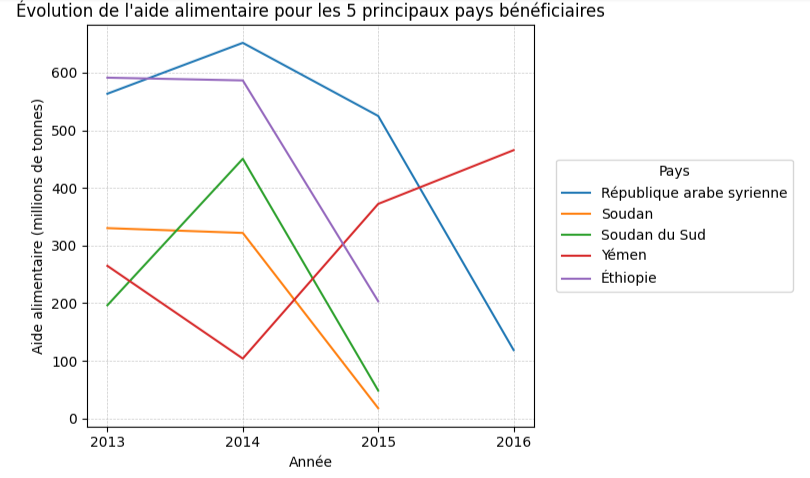 Évolution de l'aide alimentaire pour les 5 principaux pays bénéficiaires
Aide alimentaire (millions de tonnes)
600
500
400
300
200
100
0
2013 2014 2015 2016
Année
Pays
République arabe syrienne
Soudan
Soudan du Sud
Yémen
Éthiopie